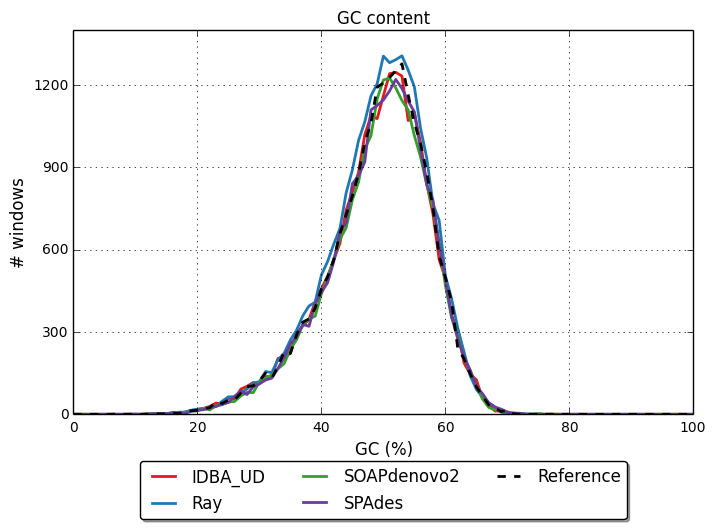 GC content
# windows
1200
900
600
300
0
0 20 40 60 80 100
GC (%)
IDBA_UD SOAPdenovo2 Reference
Ray SPAdes